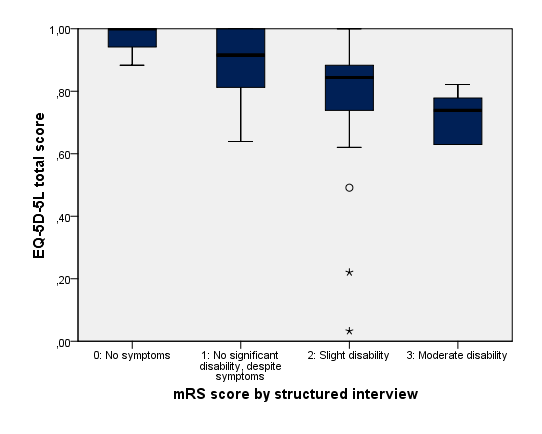 1,00
,80
,60
,40
,20
,00
EQ-5D-5L total score
0: No symptoms
1: No significant
disability, despite
symptoms
2: Slight disability
3: Moderate disability
mRS score by structured interview